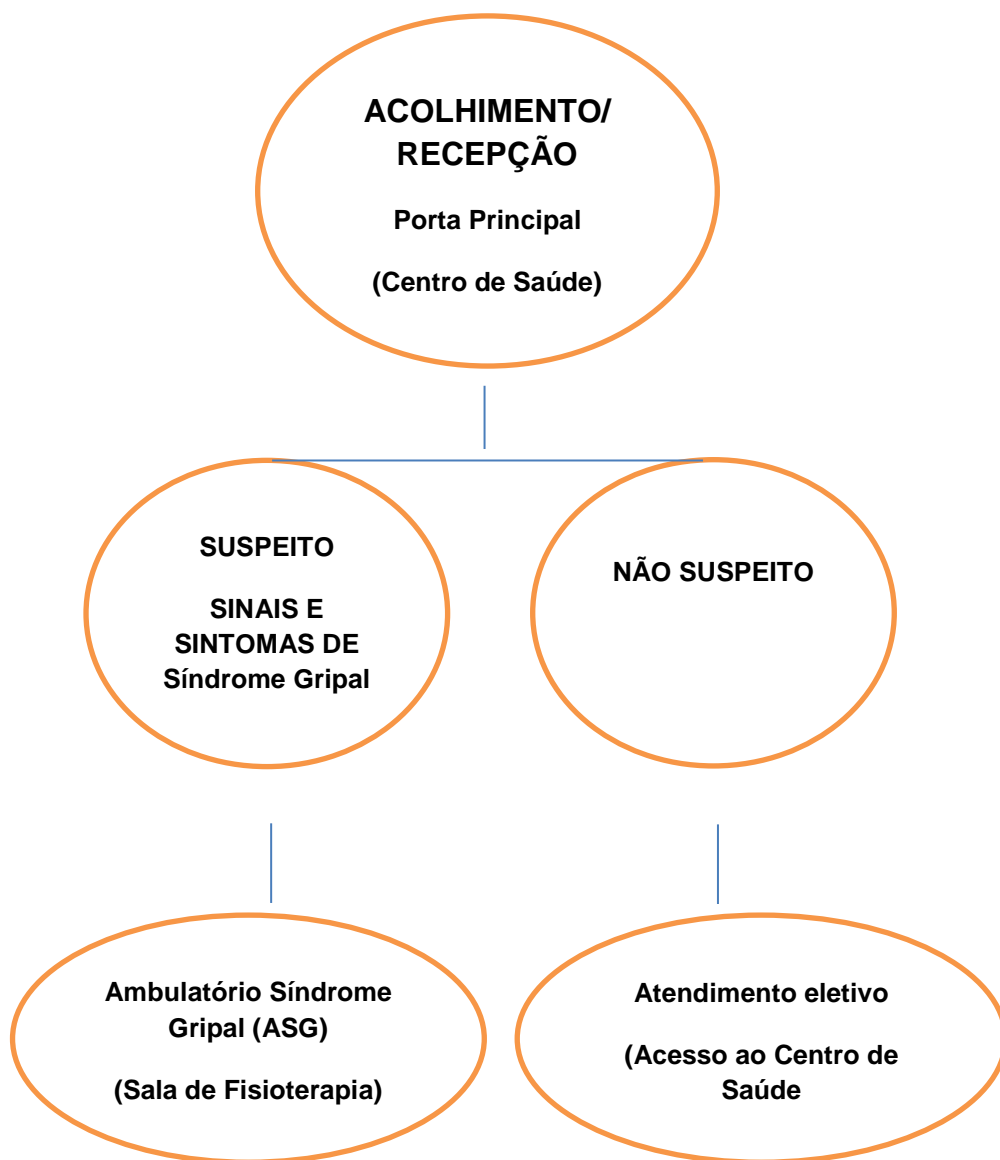 ACOLHIMENTO/
RECEPÇÃO
Porta Principal
(Centro de Saúde)
SUSPEITO
SINAIS E
SINTOMAS DE
Síndrome Gripal
NÃO SUSPEITO
Ambulatório Síndrome
Gripal (ASG)
(Sala de Fisioterapia)
Atendimento eletivo
(Acesso ao Centro de
Saúde